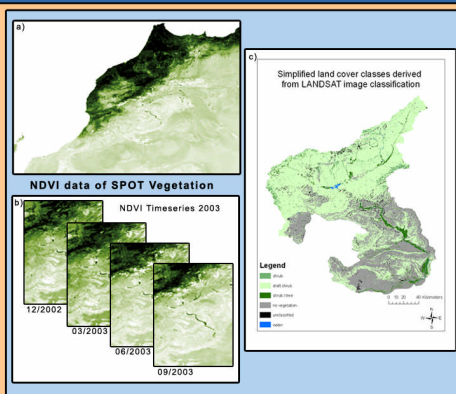 a)
NDVI data of SPOT Vegetation
b)
NDVI Timeseries 2003
12/2002
03/2003
06/2003
09/2003
c)
Simplified land cover classes derived
from LANDSAT image classification
Legend
shrub
dwarf shrub
shrub / tree
no vegetation
unclassified
water
0 10 20 40 Kilometers
N
W E
S